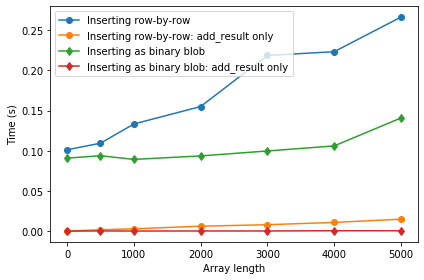 Inserting row-by-row
Inserting row-by-row: add_result only
Inserting as binary blob
Inserting as binary blob: add_result only
0.25
0.20
0.15
0.10
0.05
0.00
Time (s)
0 1000 2000 3000 4000 5000
Array length